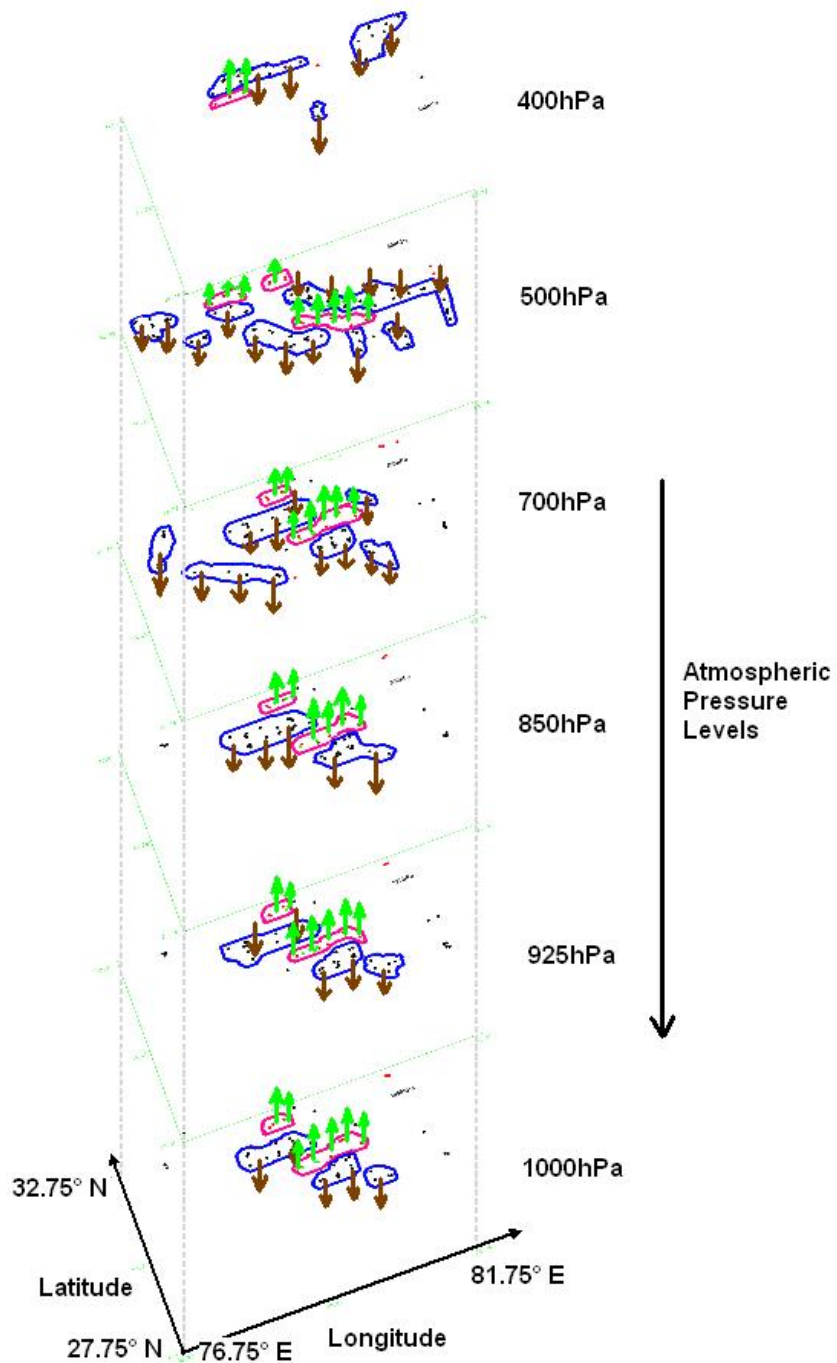 400hPa
500hPa
700hPa
Atmospheric
Pressure
Levels
850hPa
925hPa
1000hPa
32.75° N
Latitude
81.75° E
27.75° N
76.75° E
Longitude